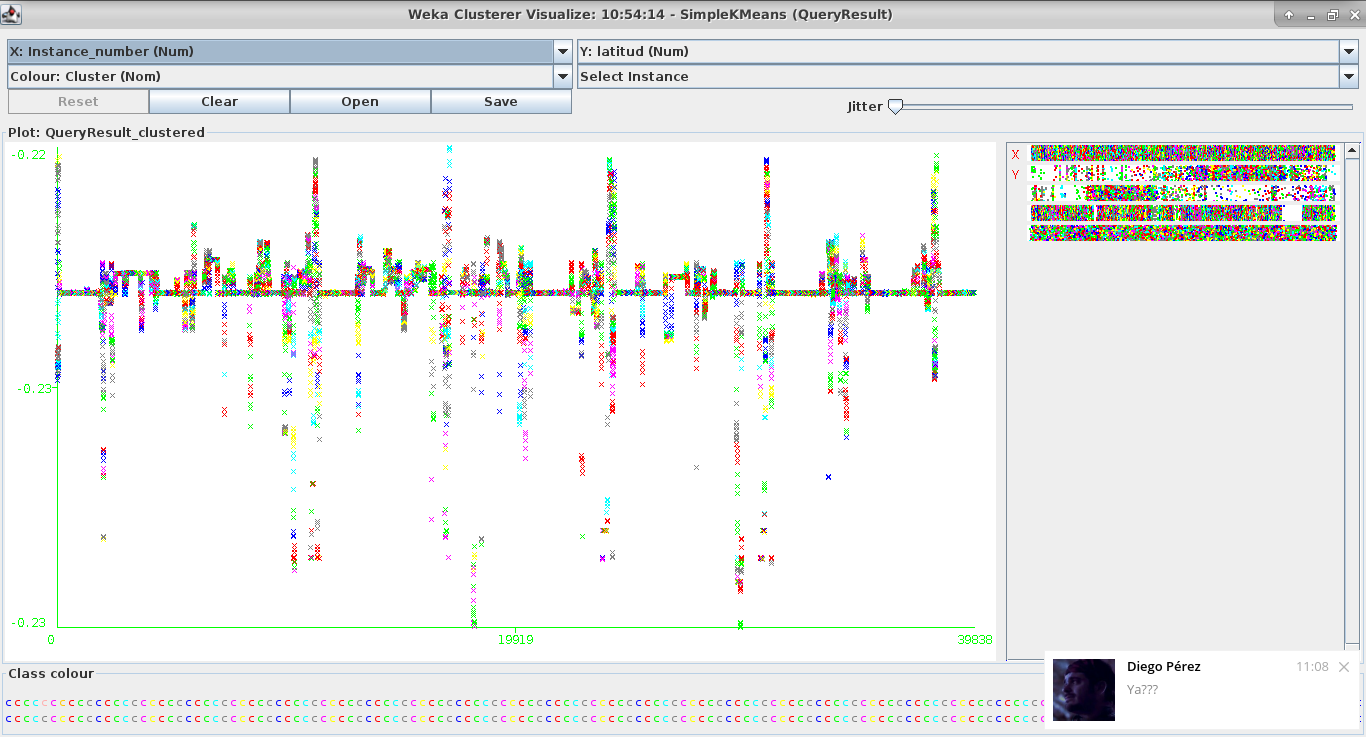 Weka Clusterer Visualize: 10:54:14 - SimpleKMeans (QueryResult)
X: Instance_number (Num)
Y: latitud (Num)
Colour: Cluster (Nom)
Select Instance
Reset
Clear
Open
Save
Jitter
Plot: QueryResult_clustered
-0.22
-0.23
-0.23
0
19919
39838
X
Y
Class colour
Diego Pérez
11:08
Ya???